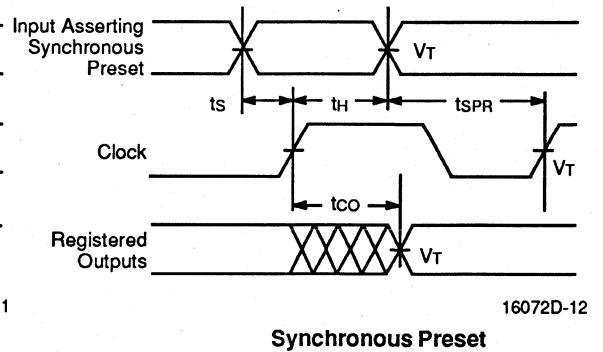 Input Asserting
Synchronous
Preset
VT
tS
tH
tSPR
Clock
VT
tCO
Registered
Outputs
VT
1
16072D-12
Synchronous Preset